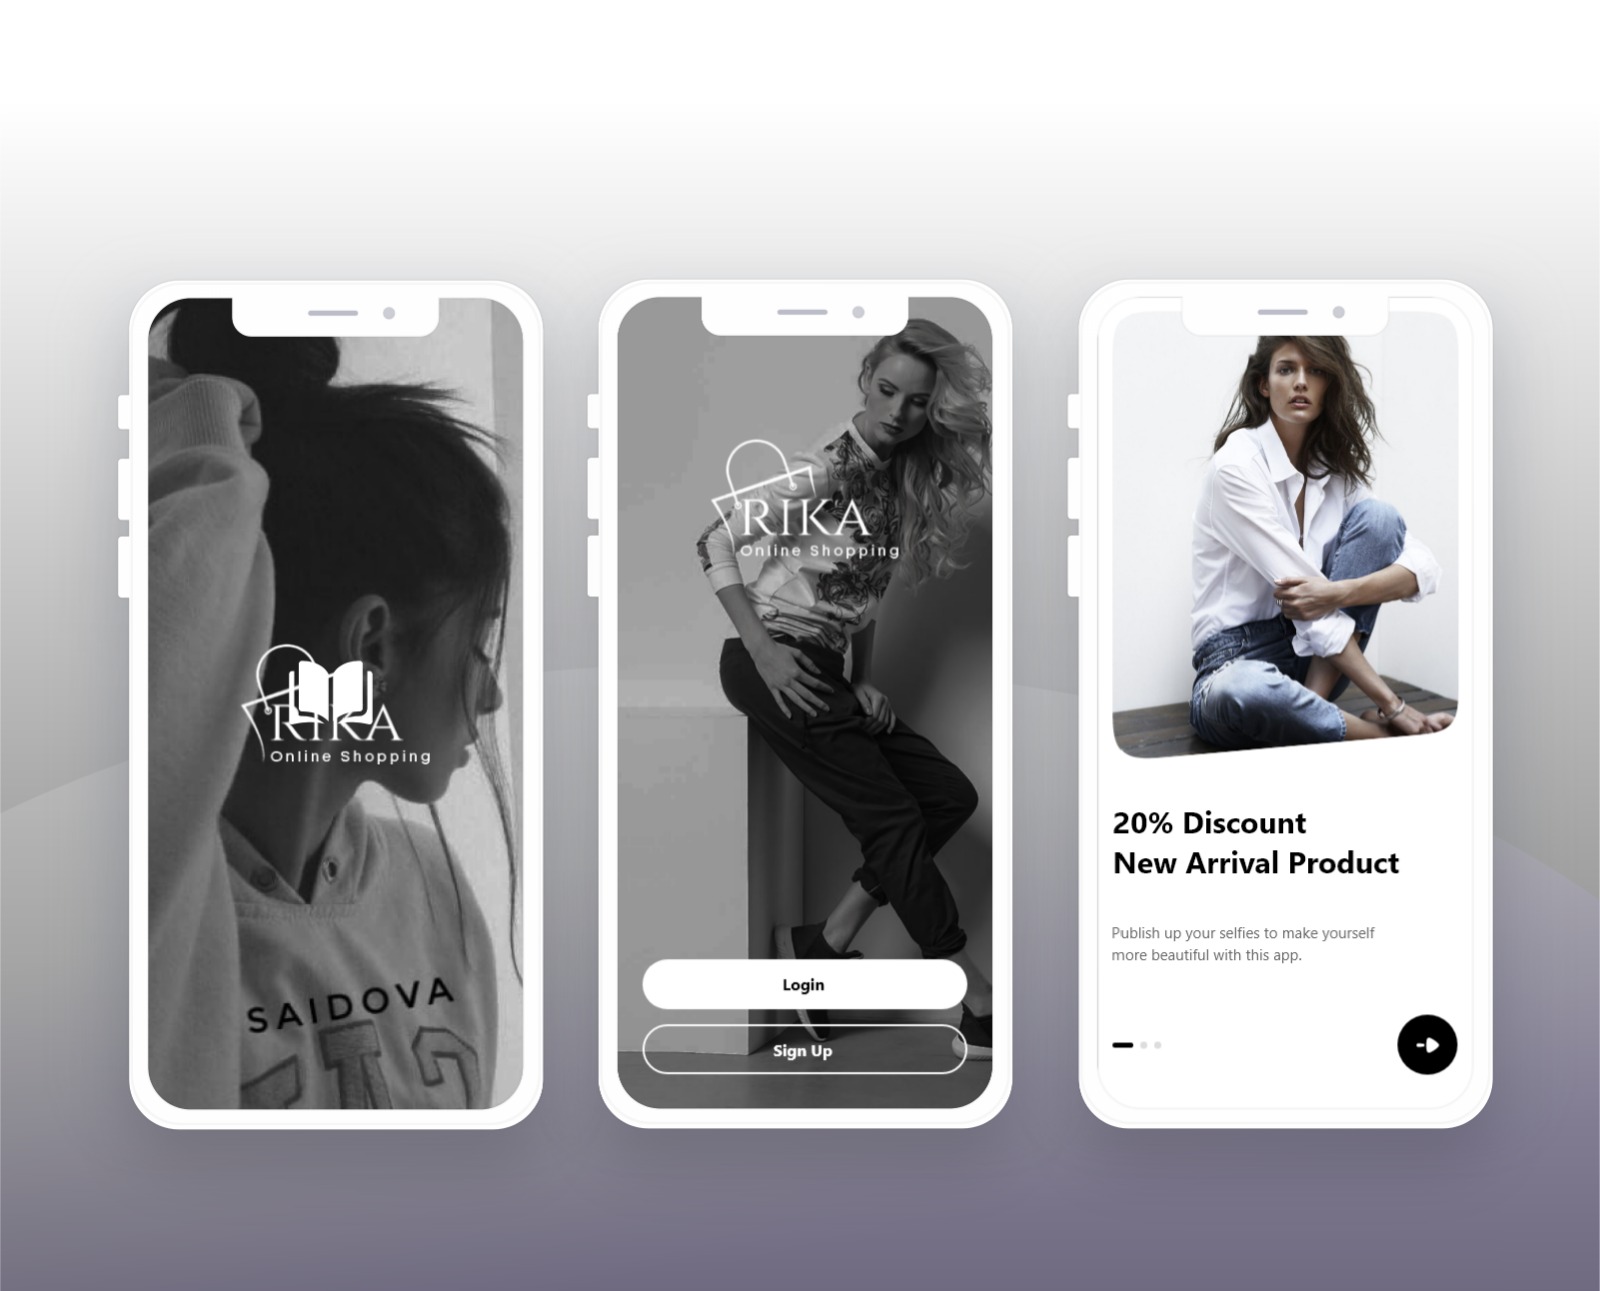 RIKA
Online Shopping
SAIDOVA
RIKA
Online Shopping
Login
Sign Up
20% Discount
New Arrival Product
Publish up your selfies to make yourself
more beautiful with this app.